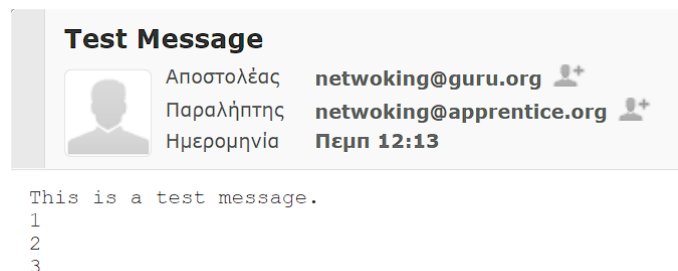 Test Message
Αποστολέας netwoking@guru.org
Παραλήπτης netwoking@apprentice.org
Ημερομηνία Πεμπ 12:13
This is a test message.
1
2
3